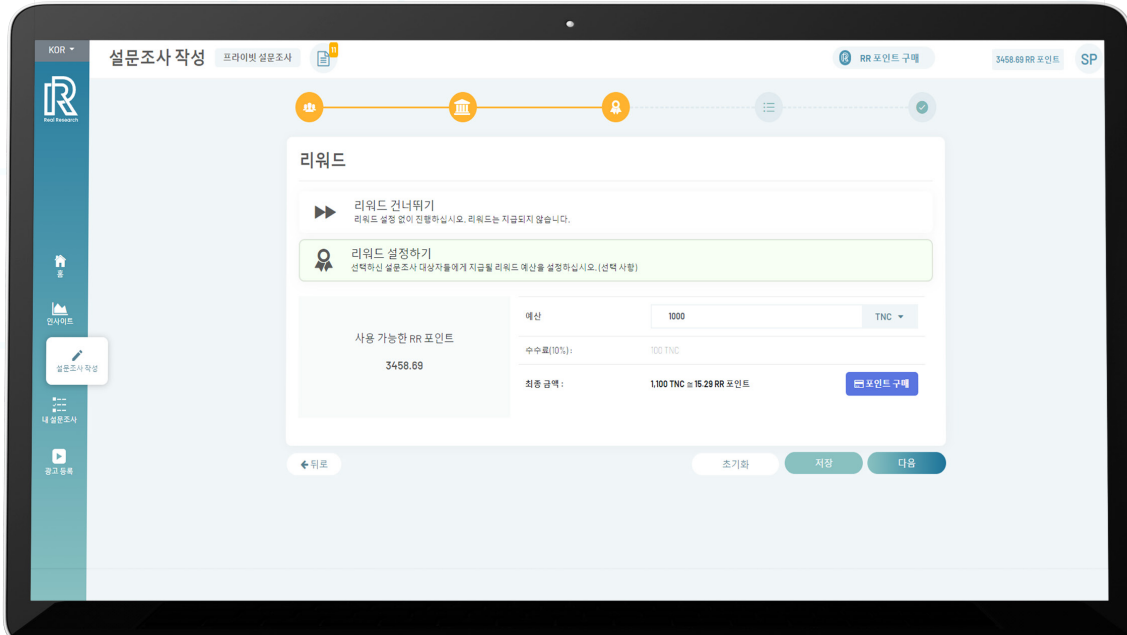 KOR
설문조사 작성
프라이빗 설문조사
11
RR 포인트 구매
3458.69 RR 포인트
SP
R
Real Research
리워드
리워드 건너뛰기
리워드 설정 없이 진행하십시오. 리워드는 지급되지 않습니다.
리워드 설정하기
선택하신 설문조사 대상자들에게 지급될 리워드 예산을 설정하십시오. (선택 사항)
홈
인사이트
설문조사 작성
내 설문조사
광고 등록
사용 가능한 RR 포인트
3458.69
예산
1000
TNC
수수료(10%) :
100 TNC
최종 금액 :
1,100 TNC ≅ 15.29 RR 포인트
포인트 구매
뒤로
초기화
저장
다음